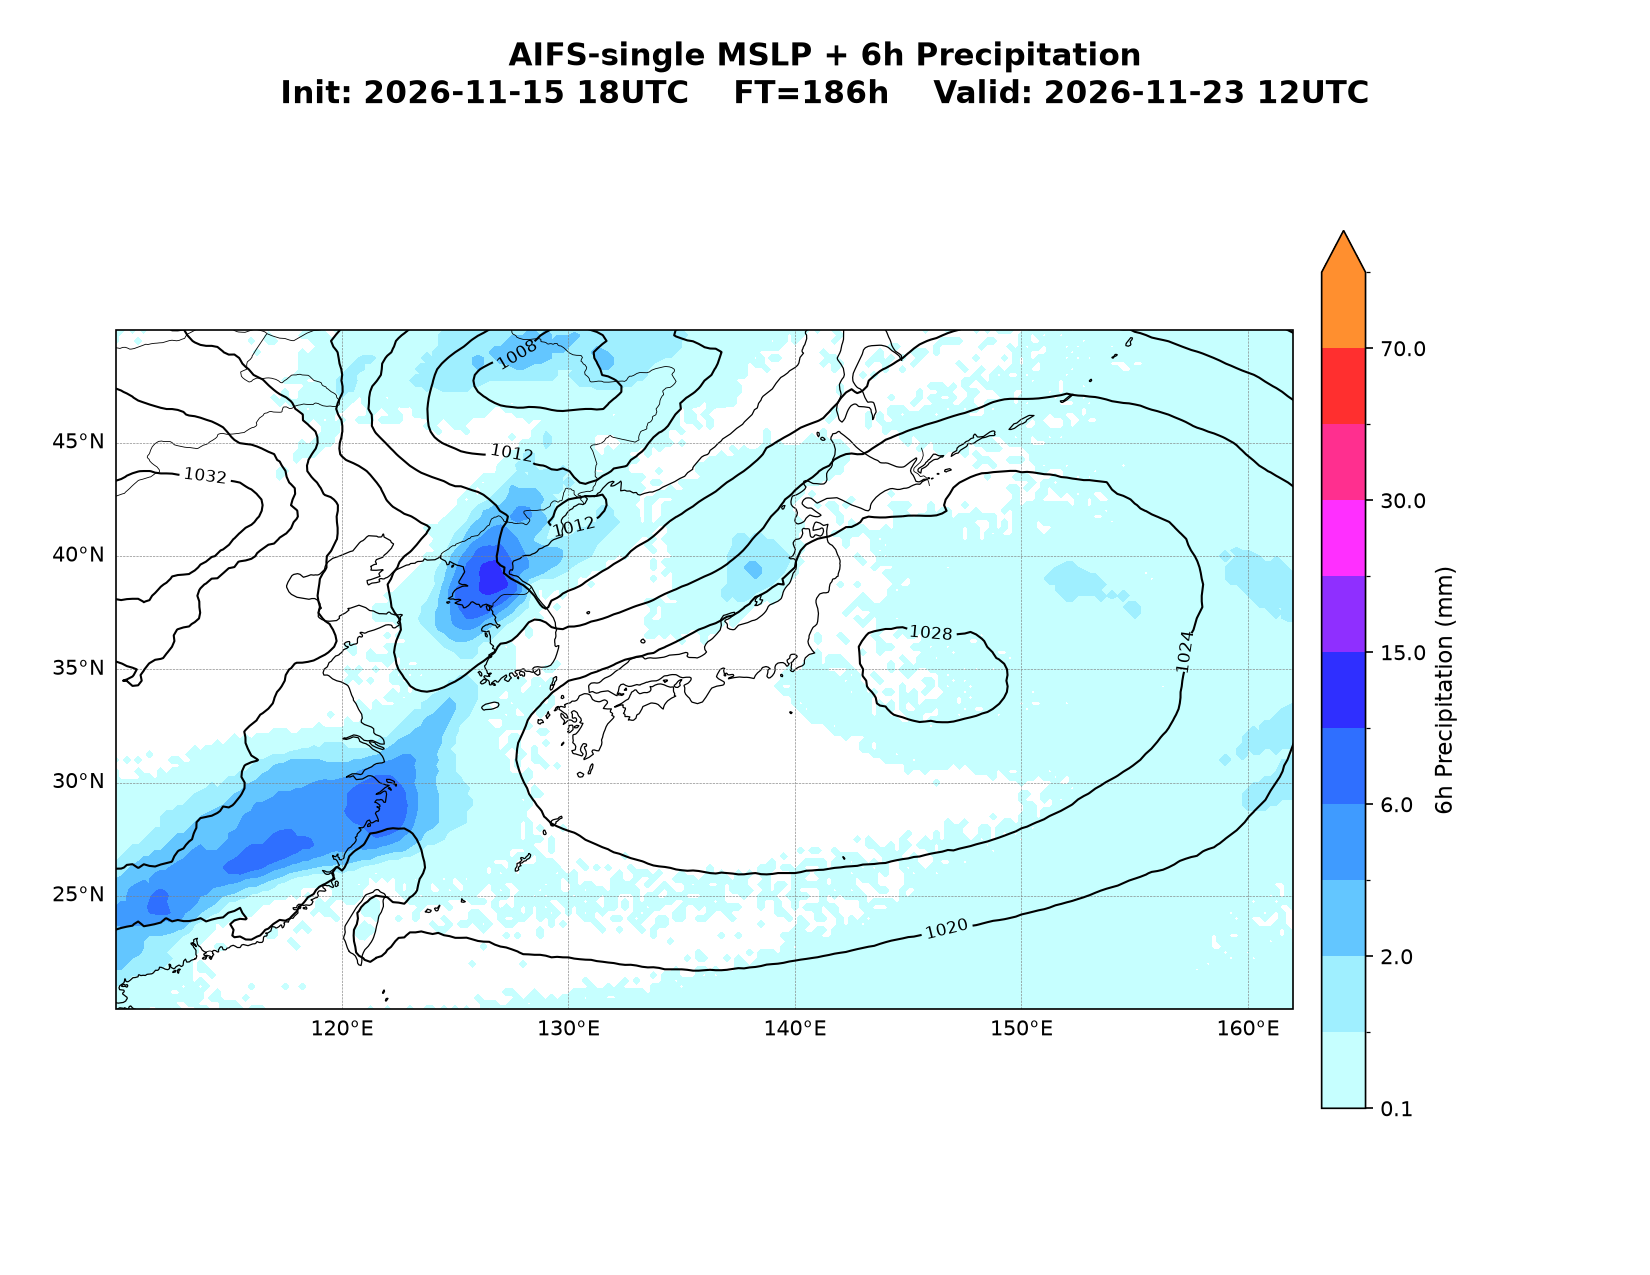 AIFS-single MSLP + 6h Precipitation
Init: 2026-11-15 18UTC    FT=186h    Valid: 2026-11-23 12UTC
1008
1012
1032
1012
1028
1024
1020
45°N
40°N
35°N
30°N
25°N
120°E
130°E
140°E
150°E
160°E
70.0
30.0
15.0
6.0
2.0
0.1
6h Precipitation (mm)